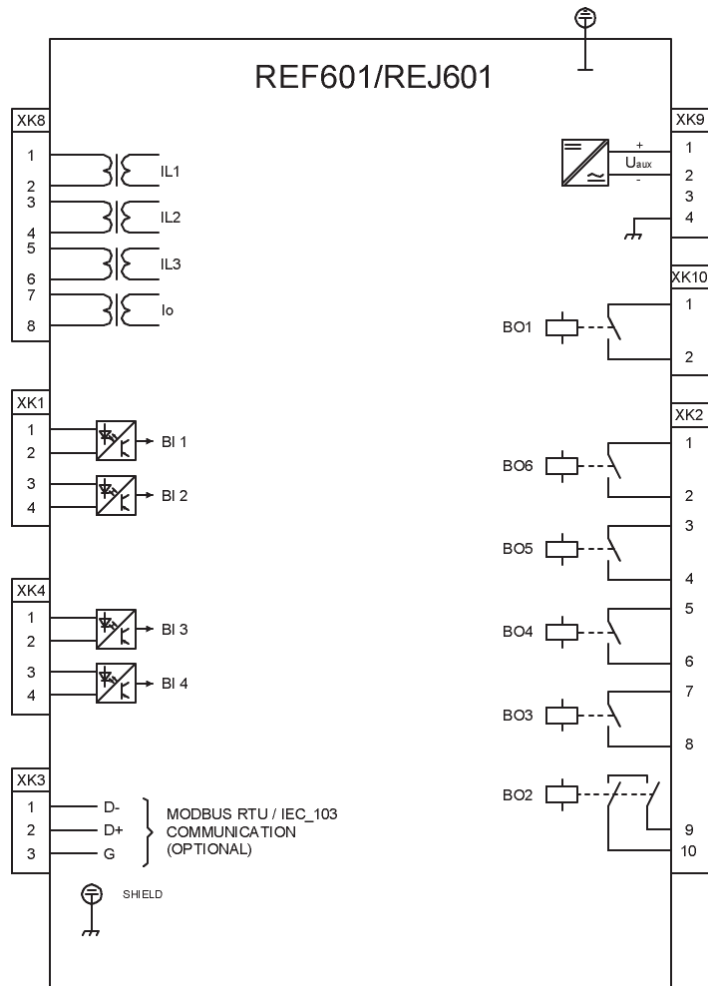 REF601/REJ601
XK8
1
2
3
4
5
6
7
8
IL1
IL2
IL3
Io
XK1
1
2
3
4
BI 1
BI 2
XK4
1
2
3
4
BI 3
BI 4
XK3
1 D-
2 D+
3 G
MODBUS RTU / IEC_103
COMMUNICATION
(OPTIONAL)
SHIELD
XK9
+ 1
Uaux
- 2
3
4
XK10
1
BO1
2
XK2
1
BO6
2
3
BO5
4
5
BO4
6
7
BO3
8
BO2
9
10